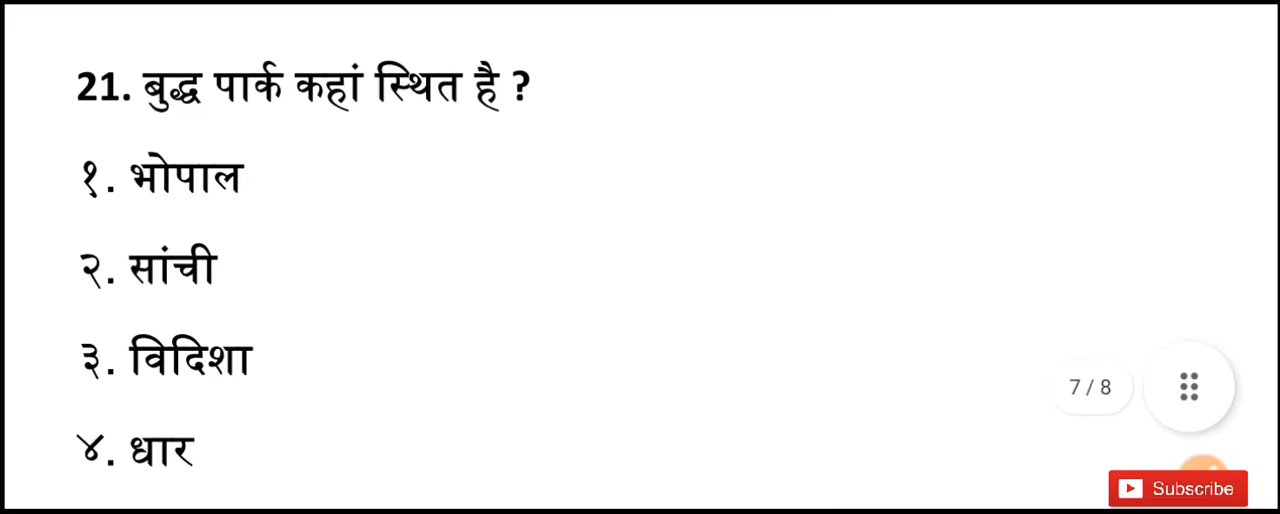 21. बुद्ध पार्क कहां स्थित है ?
१. भोपाल
२. सांची
३. विदिशा
7 / 8
४. धार
Subscribe